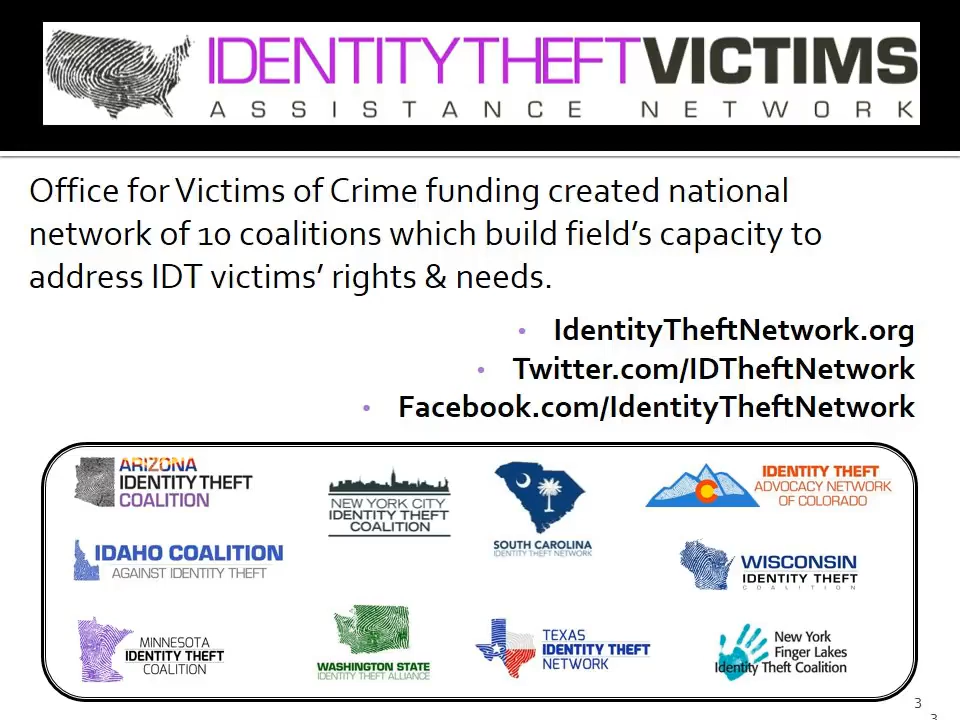 IDENTITYTHEFTVICTIMS
ASSISTANCE NETWORK
Office for Victims of Crime funding created national
network of 10 coalitions which build field's capacity to
address IDT victims' rights & needs.
• IdentityTheftNetwork.org
• Twitter.com/IDTheftNetwork
• Facebook.com/IdentityTheftNetwork
ARIZONA
IDENTITY THEFT
COALITION
NEW YORK CITY
IDENTITY THEFT
COALITION
SOUTH CAROLINA
IDENTITY THEFT NETWORK
IDENTITY THEFT
ADVOCACY NETWORK
OF COLORADO
IDAHO COALITION
AGAINST IDENTITY THEFT
WISCONSIN
IDENTITY THEFT
COALITION
MINNESOTA
IDENTITY THEFT
COALITION
WASHINGTON STATE
IDENTITY THEFT ALLIANCE
TEXAS
IDENTITY THEFT
NETWORK
New York
Finger Lakes
Identity Theft Coalition
3
3